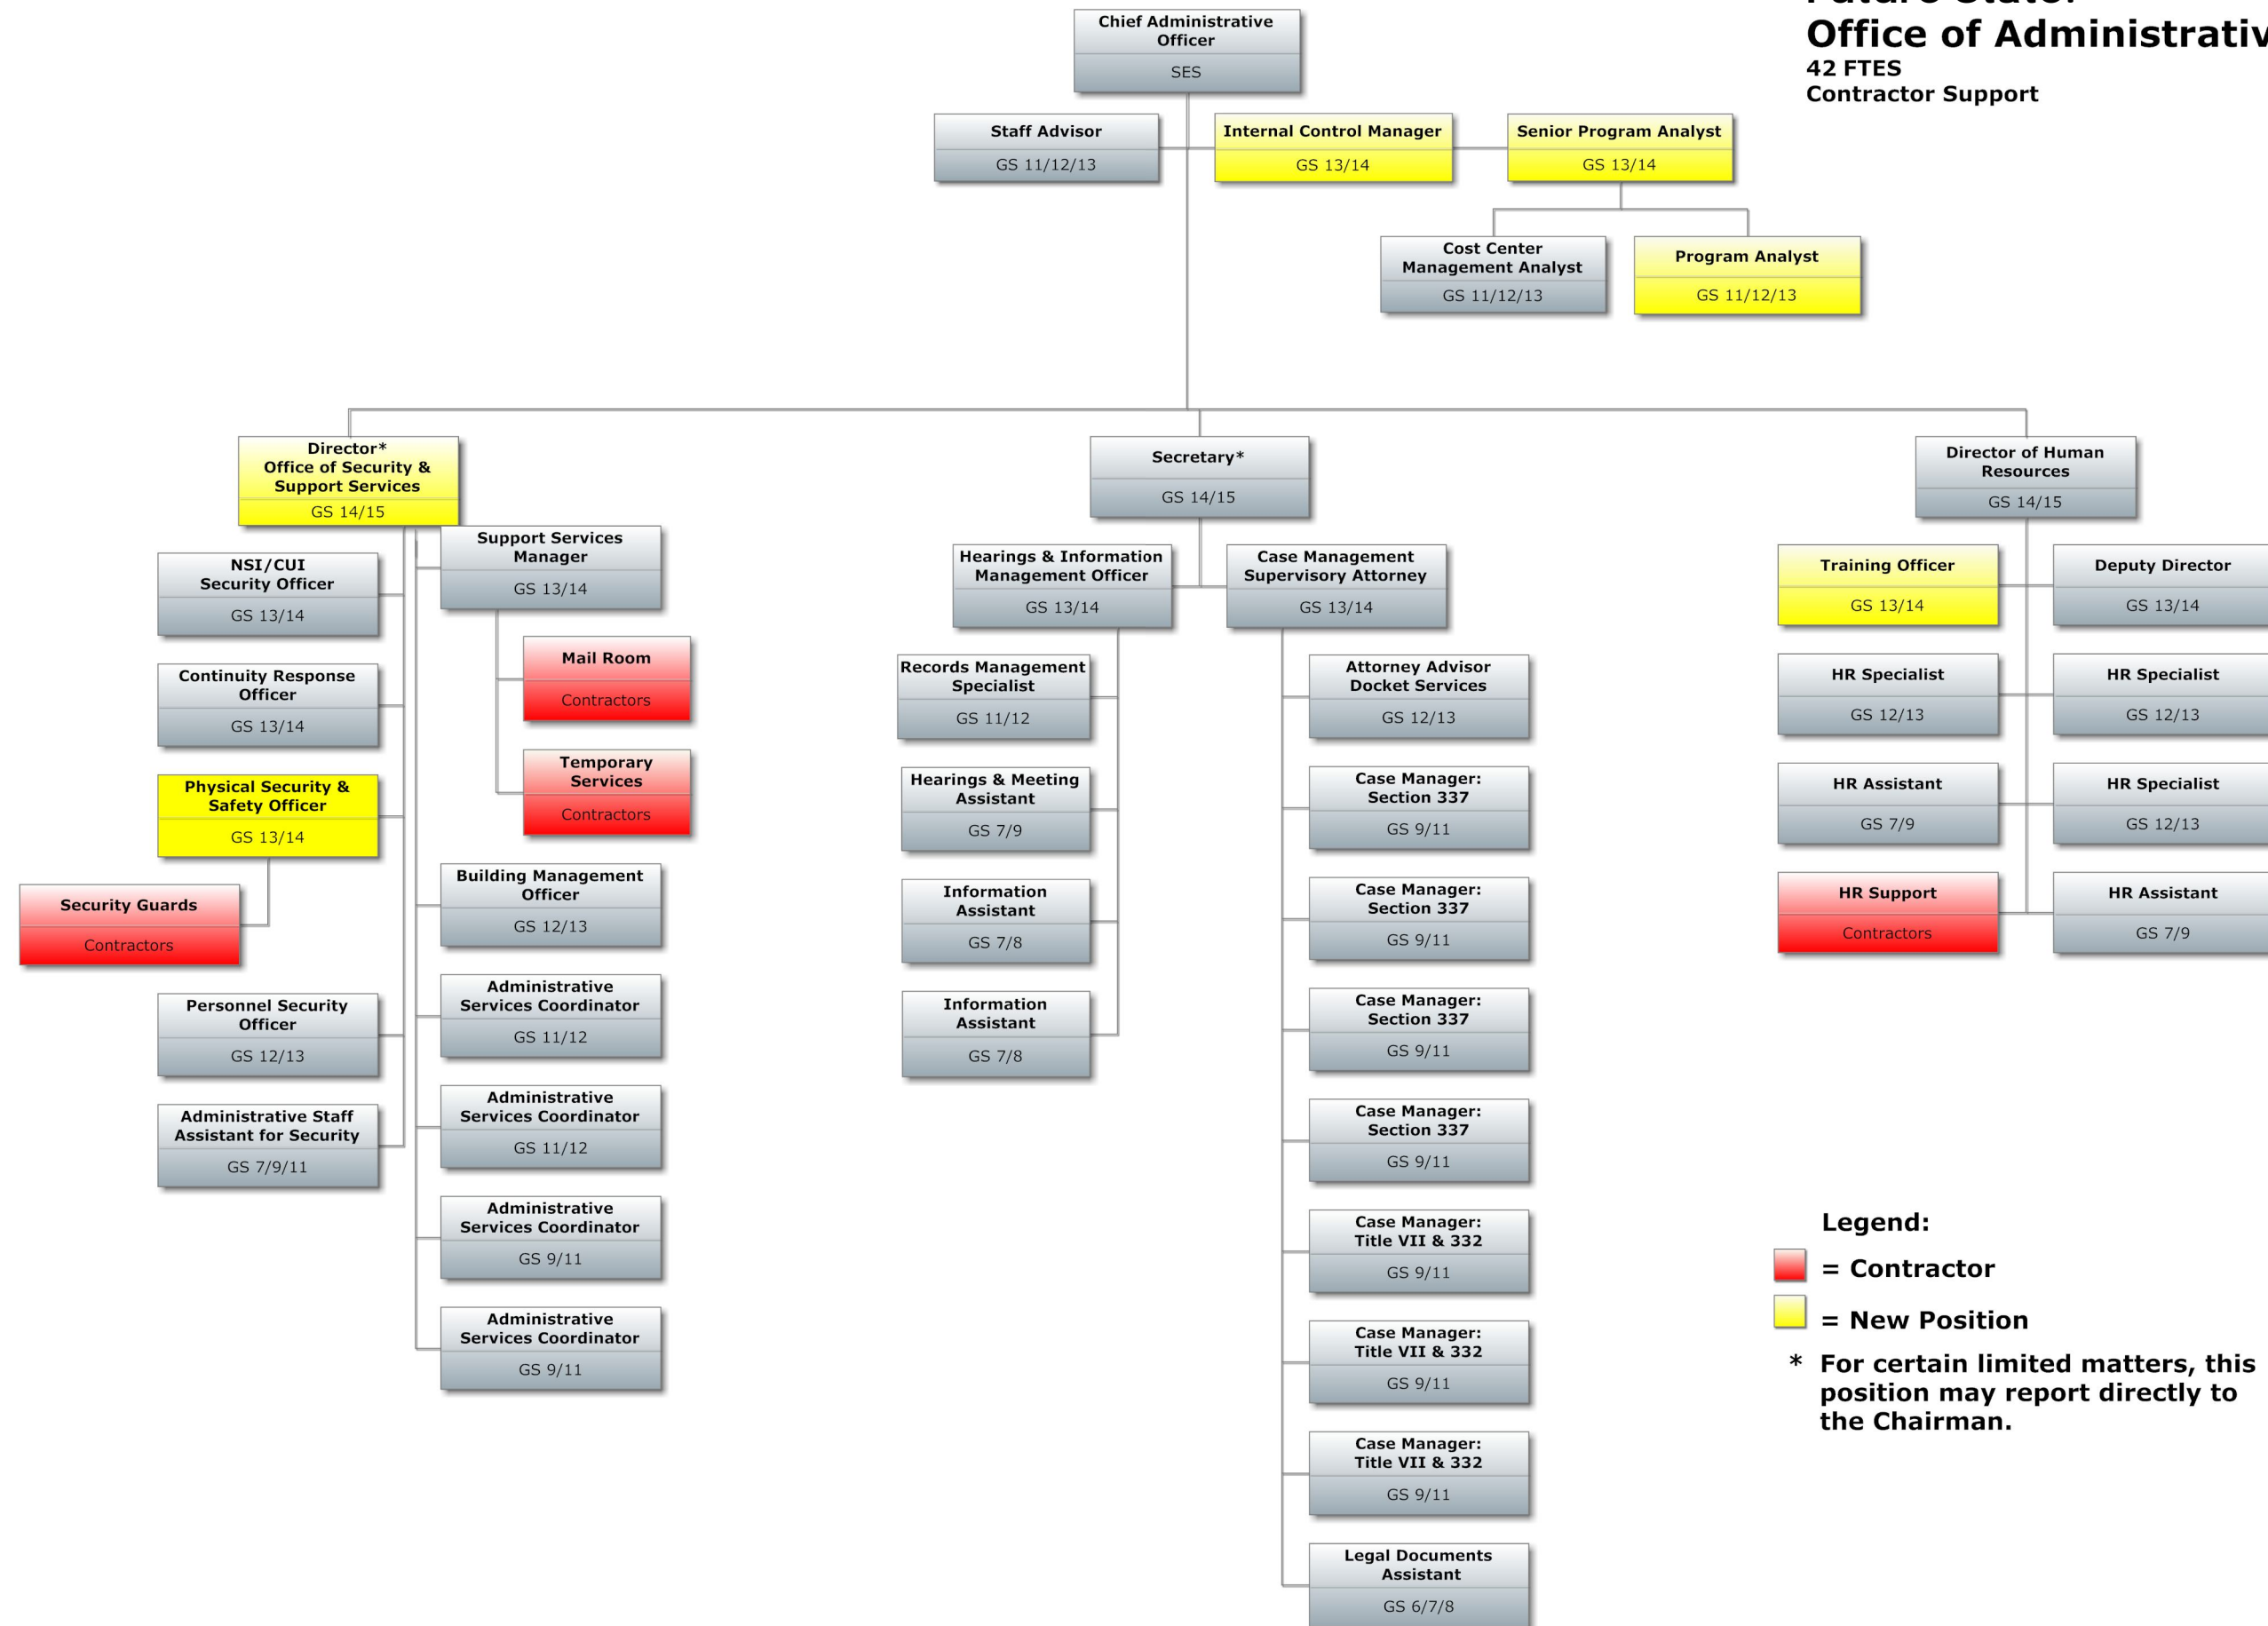 Future State:
Office of Administrativ
42 FTES
Contractor Support
Chief Administrative
Officer
SES
Staff Advisor
GS 11/12/13
Internal Control Manager
GS 13/14
Senior Program Analyst
GS 13/14
Cost Center
Management Analyst
GS 11/12/13
Program Analyst
GS 11/12/13
Director*
Office of Security &
Support Services
GS 14/15
NSI/CUI
Security Officer
GS 13/14
Continuity Response
Officer
GS 13/14
Physical Security &
Safety Officer
GS 13/14
Security Guards
Contractors
Personnel Security
Officer
GS 12/13
Administrative Staff
Assistant for Security
GS 7/9/11
Support Services
Manager
GS 13/14
Mail Room
Contractors
Temporary
Services
Contractors
Building Management
Officer
GS 12/13
Administrative
Services Coordinator
GS 11/12
Administrative
Services Coordinator
GS 11/12
Administrative
Services Coordinator
GS 9/11
Administrative
Services Coordinator
GS 9/11
Secretary*
GS 14/15
Hearings & Information
Management Officer
GS 13/14
Records Management
Specialist
GS 11/12
Hearings & Meeting
Assistant
GS 7/9
Information
Assistant
GS 7/8
Information
Assistant
GS 7/8
Case Management
Supervisory Attorney
GS 13/14
Attorney Advisor
Docket Services
GS 12/13
Case Manager:
Section 337
GS 9/11
Case Manager:
Section 337
GS 9/11
Case Manager:
Section 337
GS 9/11
Case Manager:
Section 337
GS 9/11
Case Manager:
Title VII & 332
GS 9/11
Case Manager:
Title VII & 332
GS 9/11
Case Manager:
Title VII & 332
GS 9/11
Legal Documents
Assistant
GS 6/7/8
Director of Human
Resources
GS 14/15
Training Officer
GS 13/14
Deputy Director
GS 13/14
HR Specialist
GS 12/13
HR Specialist
GS 12/13
HR Assistant
GS 7/9
HR Specialist
GS 12/13
HR Support
Contractors
HR Assistant
GS 7/9
Legend:
= Contractor
= New Position
* For certain limited matters, this
position may report directly to
the Chairman.